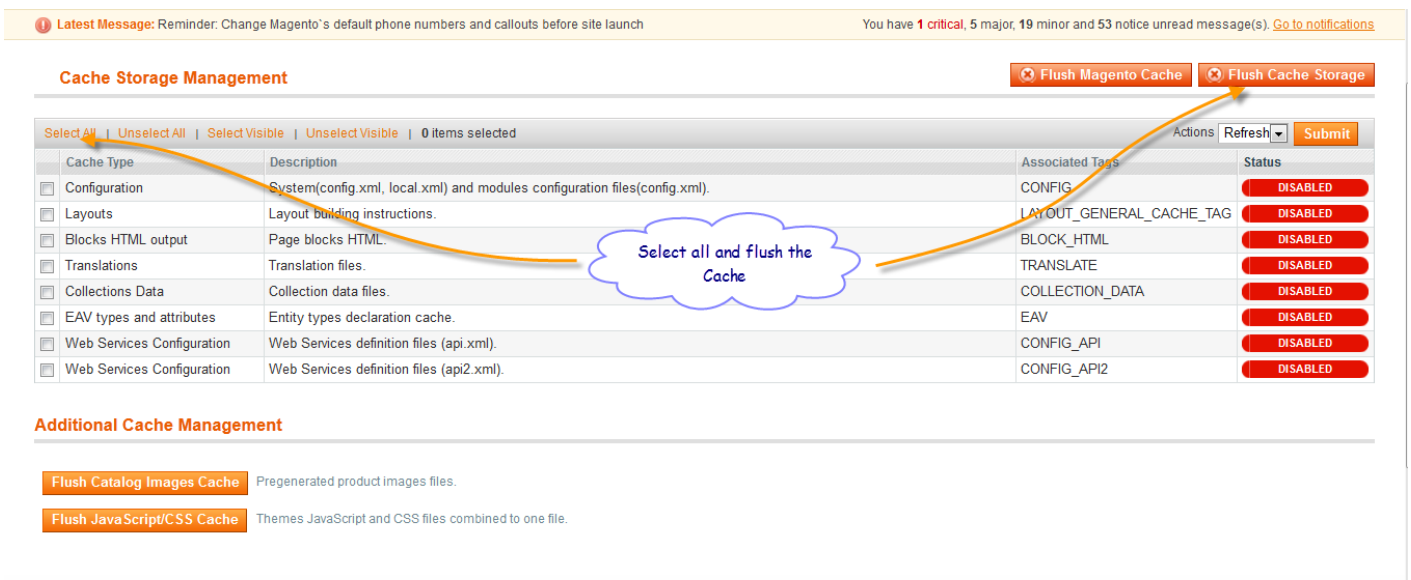 Latest Message: Reminder: Change Magento`s default phone numbers and callouts before site launch You have 1 critical, 5 major, 19 minor and 53 notice unread message(s). Go to notifications
Cache Storage Management Flush Magento Cache Flush Cache Storage
Select All | Unselect All | Select Visible | Unselect Visible | 0 items selected Actions Refresh Submit
Cache Type Description Associated Tags Status
Configuration System(config.xml, local.xml) and modules configuration files(config.xml). CONFIG DISABLED
Layouts Layout building instructions. LAYOUT_GENERAL_CACHE_TAG DISABLED
Blocks HTML output Page blocks HTML. BLOCK_HTML DISABLED
Translations Translation files. TRANSLATE DISABLED
Collections Data Collection data files. COLLECTION_DATA DISABLED
EAV types and attributes Entity types declaration cache. EAV DISABLED
Web Services Configuration Web Services definition files (api.xml). CONFIG_API DISABLED
Web Services Configuration Web Services definition files (api2.xml). CONFIG_API2 DISABLED
Select all and flush the
Cache
Additional Cache Management
Flush Catalog Images Cache Pregenerated product images files.
Flush JavaScript/CSS Cache Themes JavaScript and CSS files combined to one file.